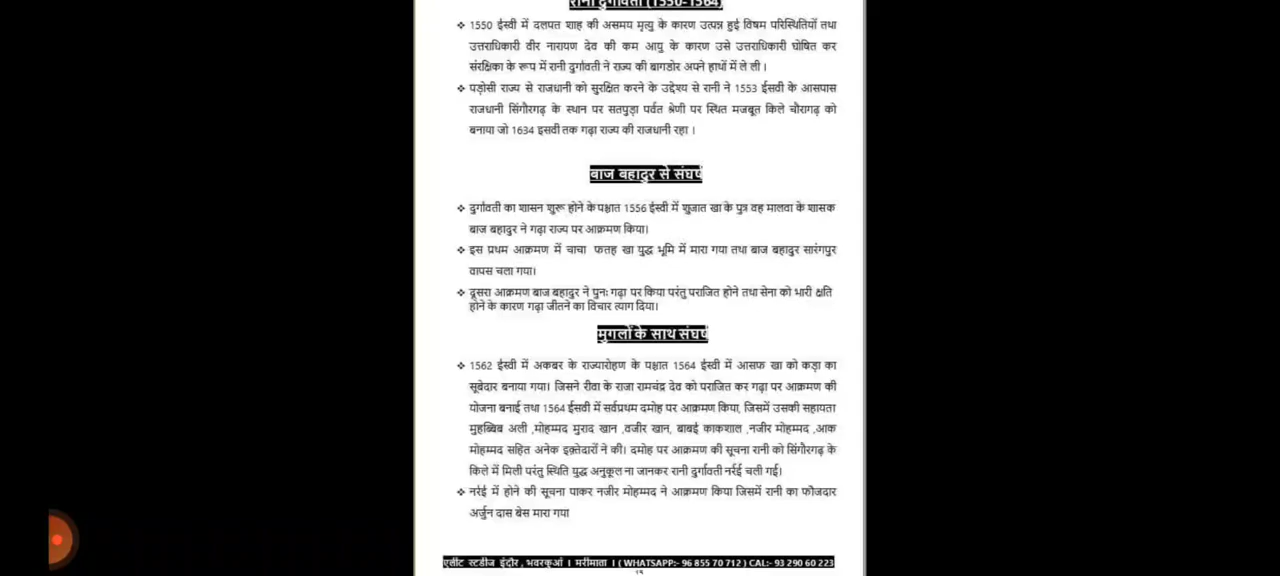 रानी दुर्गावती (1550-1564)
❖ 1550 ईस्वी में दलपत शाह की असमय मृत्यु के कारण उत्पन्न हुई विषम परिस्थितियों तथा
उत्तराधिकारी वीर नारायण देव की कम आयु के कारण उसे उत्तराधिकारी घोषित कर
संरक्षिका के रूप में रानी दुर्गावती ने राज्य की बागडोर अपने हाथों में ले ली ।
❖ पड़ोसी राज्य से राजधानी को सुरक्षित करने के उद्देश्य से रानी ने 1553 ईसवी के आसपास
राजधानी सिंगौरगढ़ के स्थान पर सतपुड़ा पर्वत श्रेणी पर स्थित मजबूत किले चौरागढ़ को
बनाया जो 1634 इसवी तक गढ़ा राज्य की राजधानी रहा ।
बाज बहादुर से संघर्ष
❖ दुर्गावती का शासन शुरू होने के पश्चात 1556 ईस्वी में शुजात खा के पुत्र वह मालवा के शासक
बाज बहादुर ने गढ़ा राज्य पर आक्रमण किया।
❖ इस प्रथम आक्रमण में चाचा फतह खा युद्ध भूमि में मारा गया तथा बाज बहादुर सारंगपुर
वापस चला गया।
❖ दूसरा आक्रमण बाज बहादुर ने पुनः गढ़ा पर किया परंतु पराजित होने तथा सेना को भारी क्षति
होने के कारण गढ़ा जीतने का विचार त्याग दिया।
मुगलों के साथ संघर्ष
❖ 1562 ईस्वी में अकबर के राज्यारोहण के पश्चात 1564 ईस्वी में आसफ खा को कड़ा का
सूबेदार बनाया गया। जिसने रीवा के राजा रामचंद्र देव को पराजित कर गढ़ा पर आक्रमण की
योजना बनाई तथा 1564 ईसवी में सर्वप्रथम दमोह पर आक्रमण किया, जिसमें उसकी सहायता
मुहब्बिब अली ,मोहम्मद मुराद खान ,वजीर खान, बाबई काकशाल ,नजीर मोहम्मद ,आक
मोहम्मद सहित अनेक इक़्तेदारों ने की। दमोह पर आक्रमण की सूचना रानी को सिंगौरगढ़ के
किले में मिली परंतु स्थिति युद्ध अनुकूल ना जानकर रानी दुर्गावती नर्रई चली गई)
❖ नर्रई में होने की सूचना पाकर नजीर मोहम्मद ने आक्रमण किया जिसमें रानी का फौजदार
अर्जुन दास बेस मारा गया
एलीट स्टडीज इंदौर , भवरकुआँ । मरीमाता । ( WHATSAPP:- 96 855 70 712 ) CAL:- 93 290 60 223